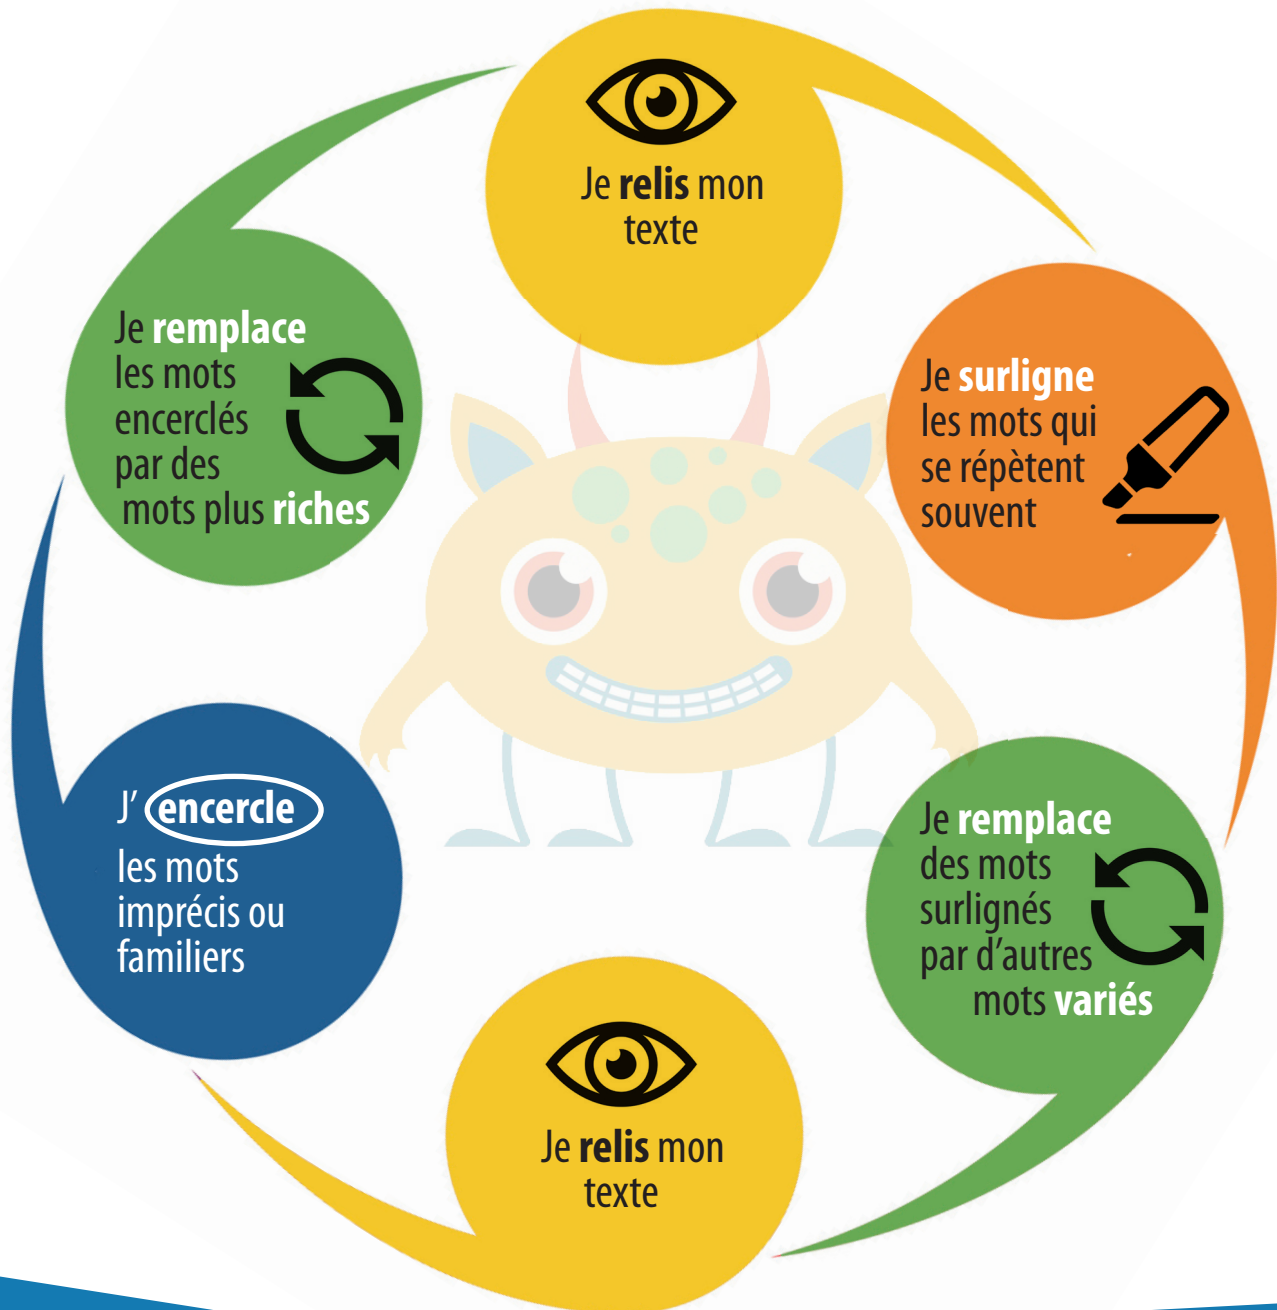 Je relis mon
texte
Je surligne
les mots qui
se répètent
souvent
Je remplace
des mots
surlignés
par d'autres
mots variés
Je relis mon
texte
J' encercle
les mots
imprécis ou
familiers
Je remplace
les mots
encerclés
par des
mots plus riches